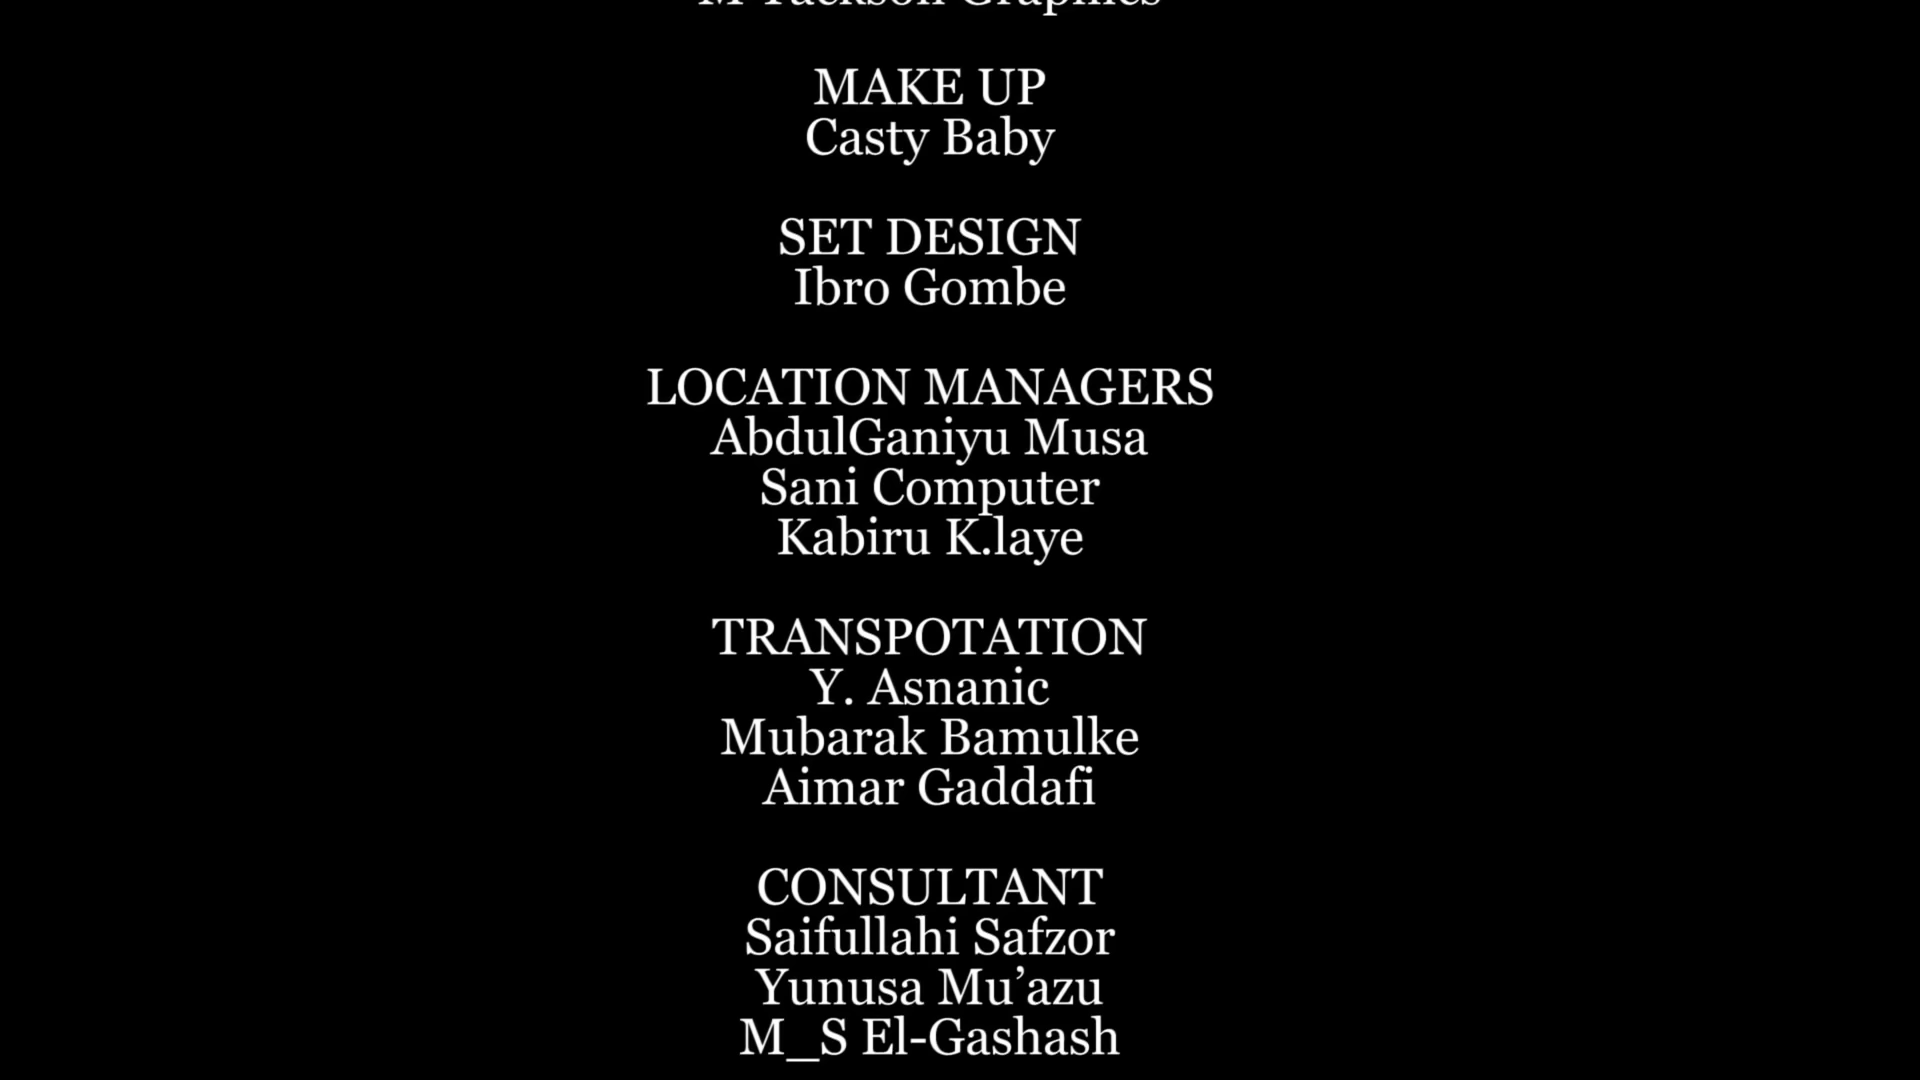 Graphics
MAKE UP
Casty Baby
SET DESIGN
Ibro Gombe
LOCATION MANAGERS
AbdulGaniyu Musa
Sani Computer
Kabiru K.laye
TRANSPOTATION
Y. Asnanic
Mubarak Bamulke
Aimar Gaddafi
CONSULTANT
Saifullahi Safzor
Yunusa Mu’azu
M_S El-Gashash